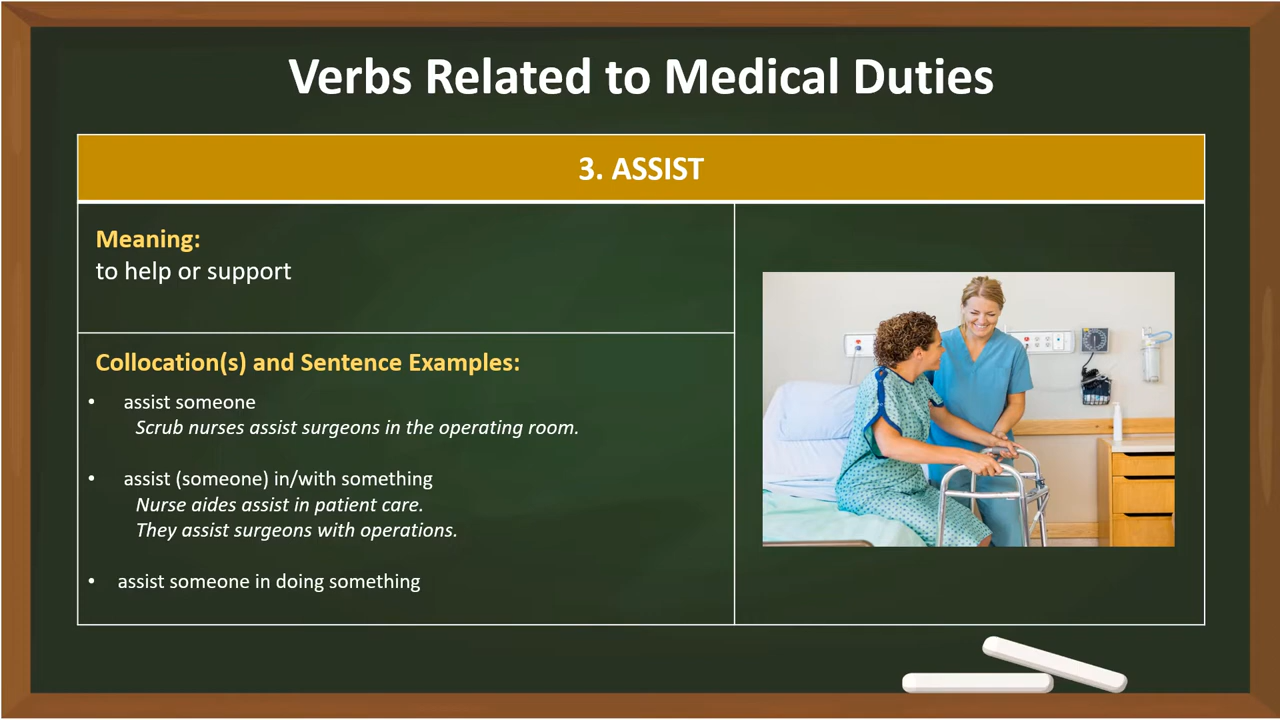 Verbs Related to Medical Duties
3. ASSIST
Meaning:
to help or support
Collocation(s) and Sentence Examples:
• assist someone
Scrub nurses assist surgeons in the operating room.
• assist (someone) in/with something
Nurse aides assist in patient care.
They assist surgeons with operations.
• assist someone in doing something